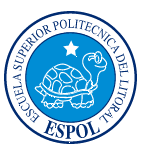 ESCUELA SUPERIOR POLITECNICA DEL LITORAL
ESPOL